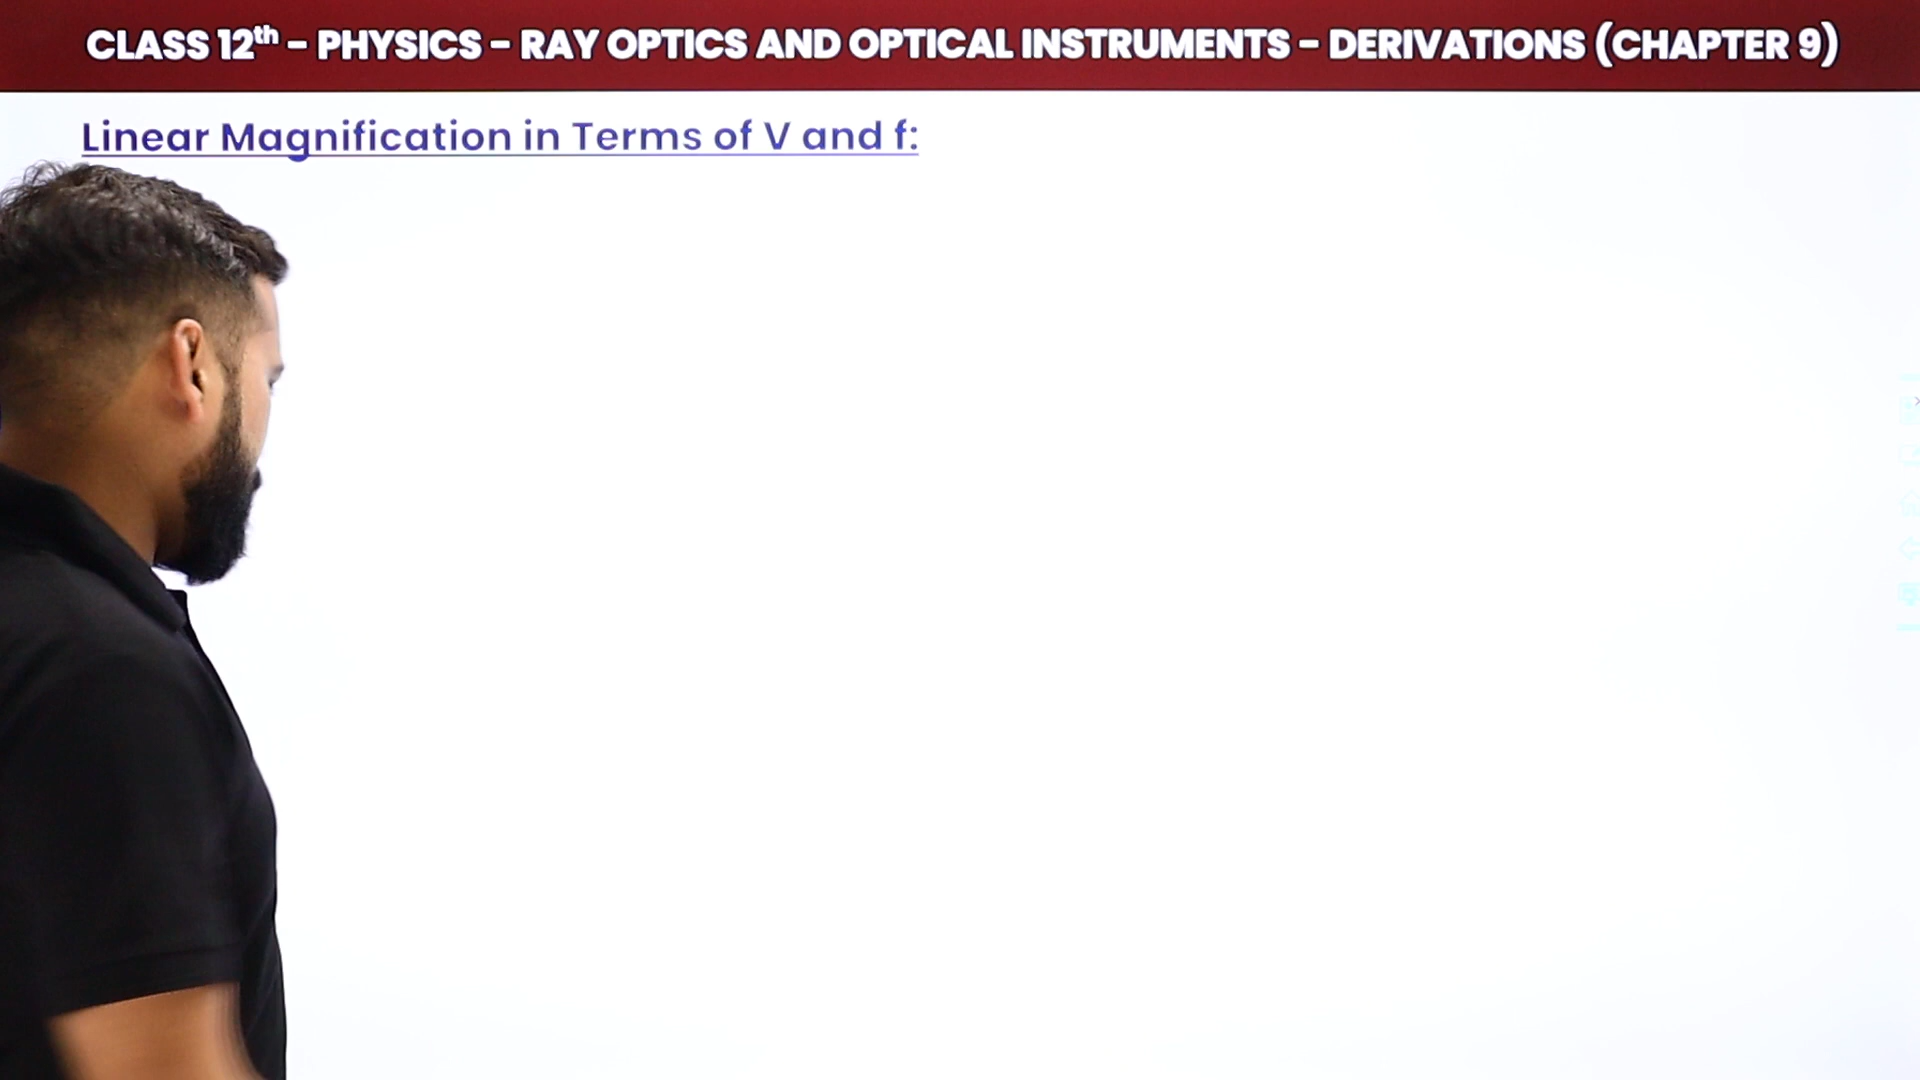 CLASS 12th – PHYSICS – RAY OPTICS AND OPTICAL INSTRUMENTS – DERIVATIONS (CHAPTER 9)
Linear Magnification in Terms of V and f: